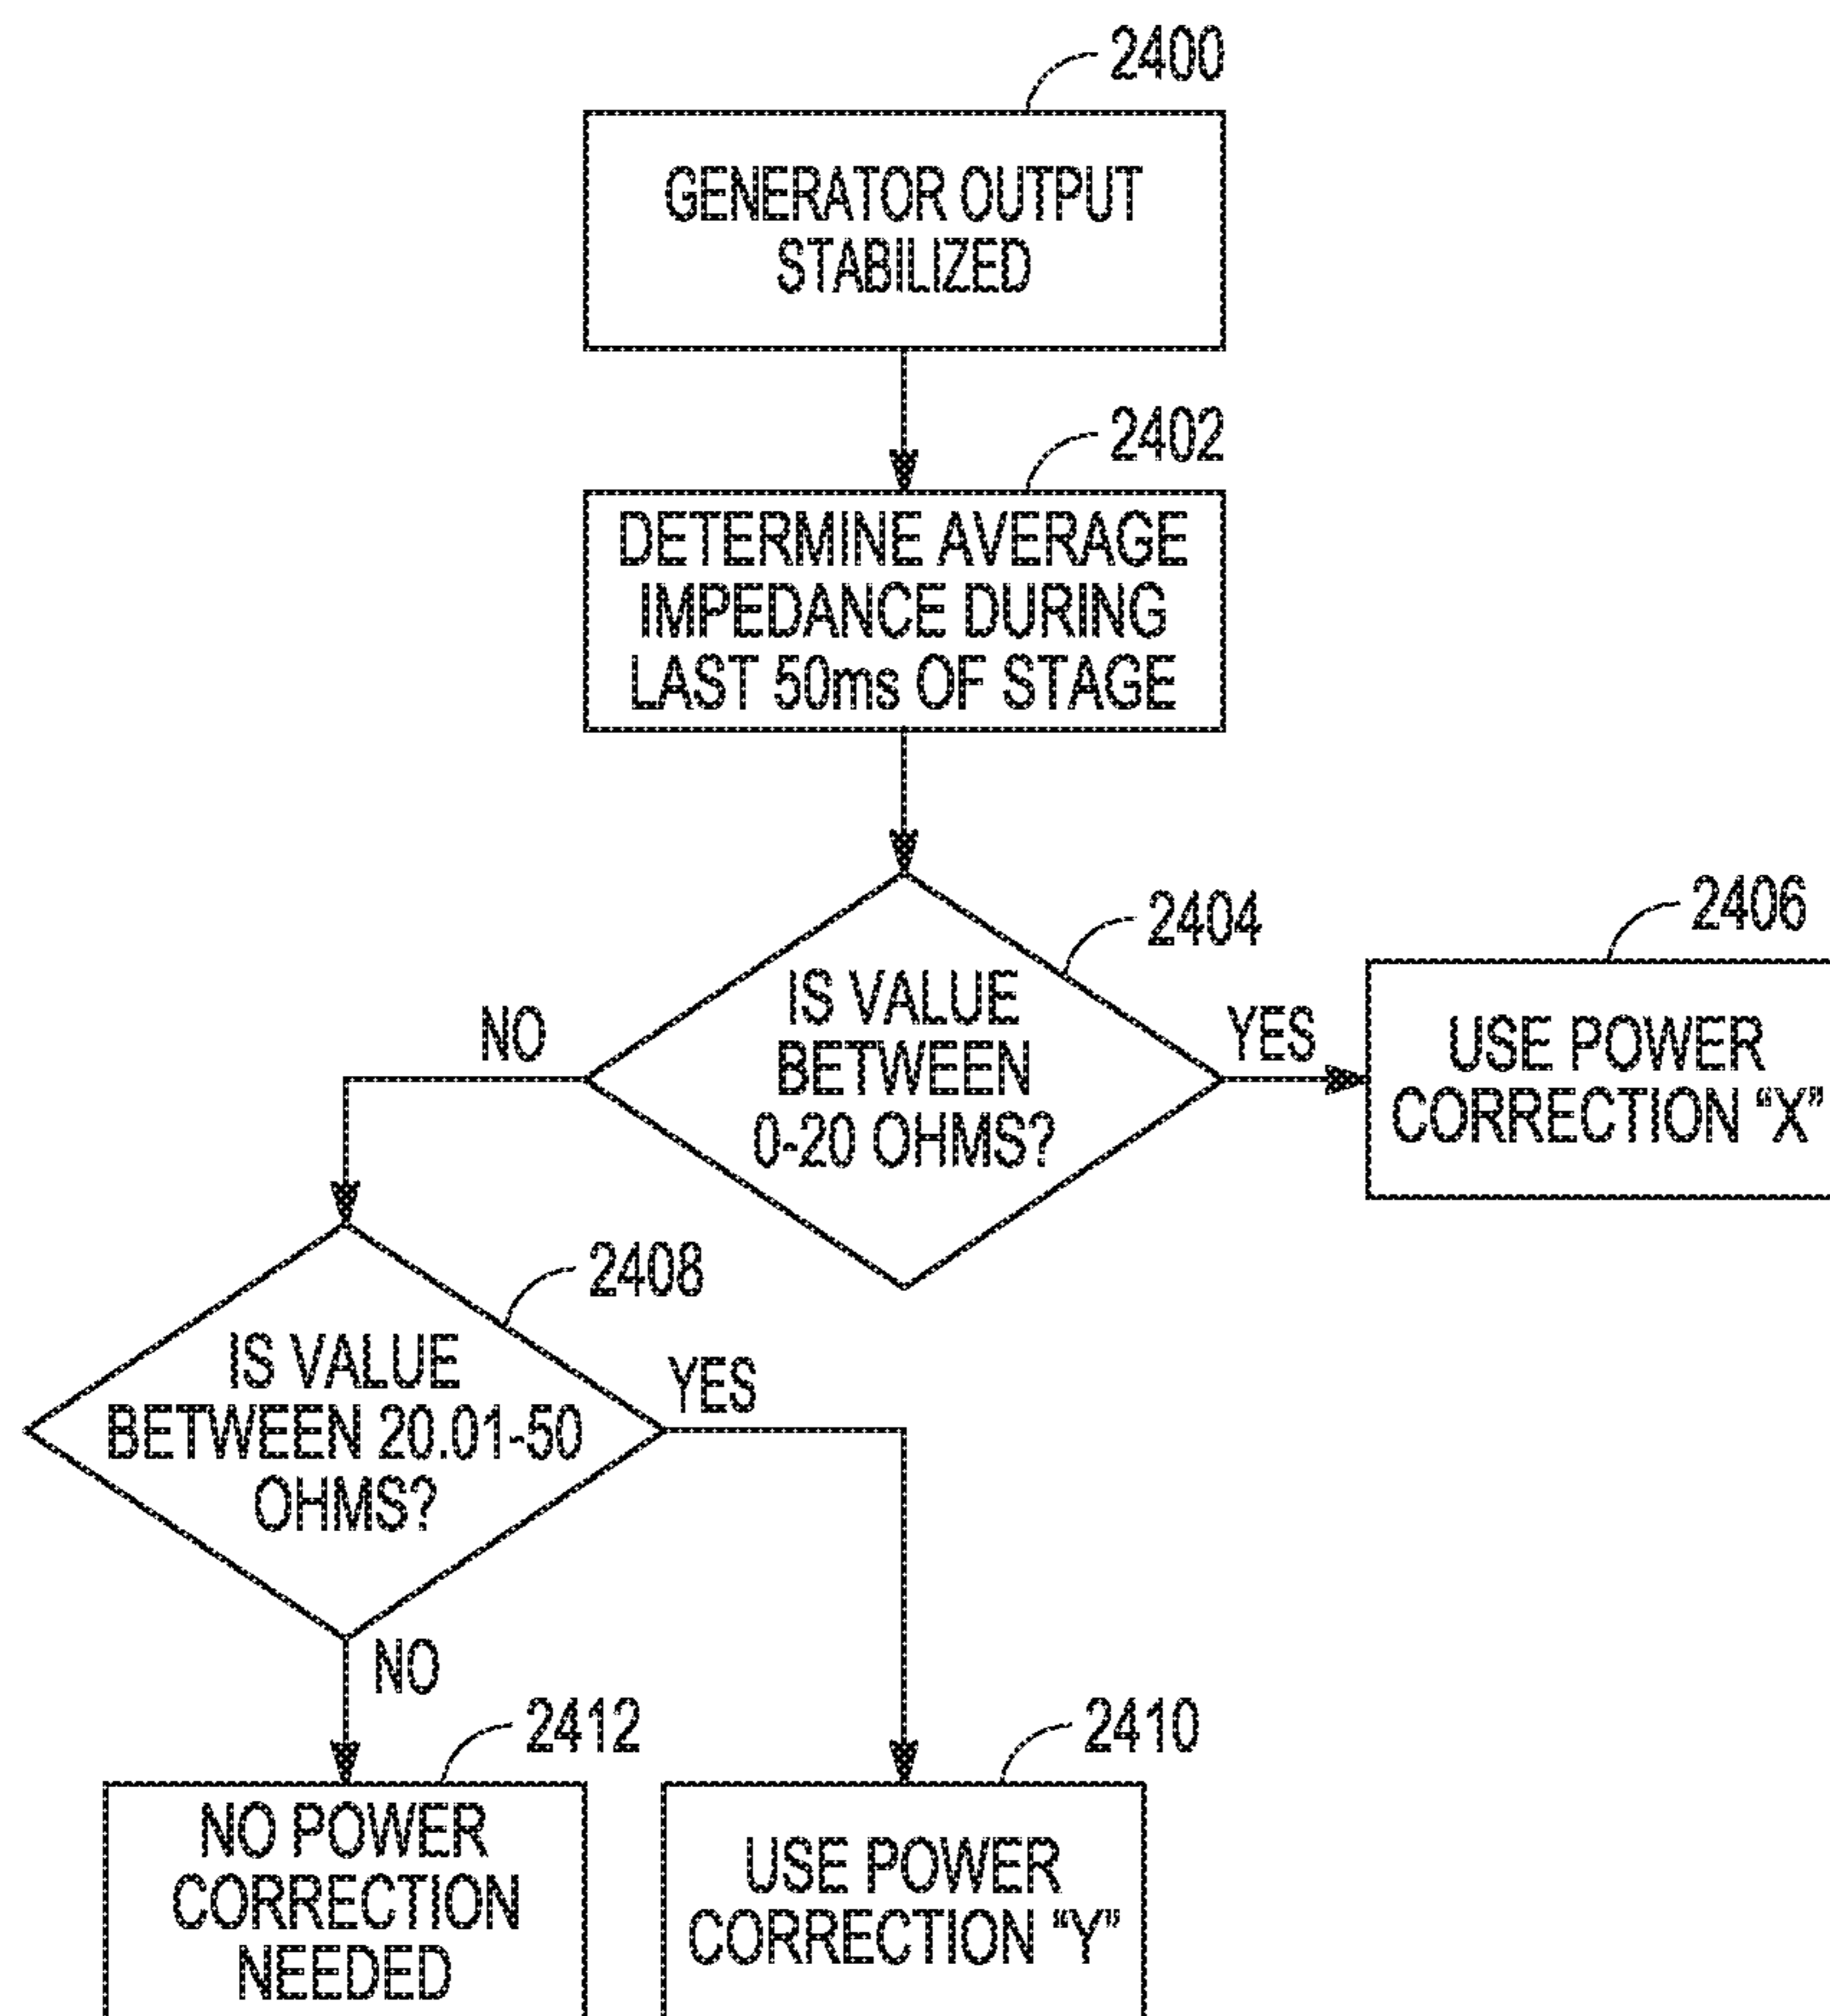 2400
GENERATOR OUTPUT
STABILIZED
2402
DETERMINE AVERAGE
IMPEDANCE DURING
LAST 50ms OF STAGE
2404
IS VALUE
BETWEEN
0-20 OHMS?
NO
YES
2406
USE POWER
CORRECTION “X”
2408
IS VALUE
BETWEEN 20.01-50
OHMS?
YES
NO
2412
NO POWER
CORRECTION
NEEDED
2410
USE POWER
CORRECTION “Y”